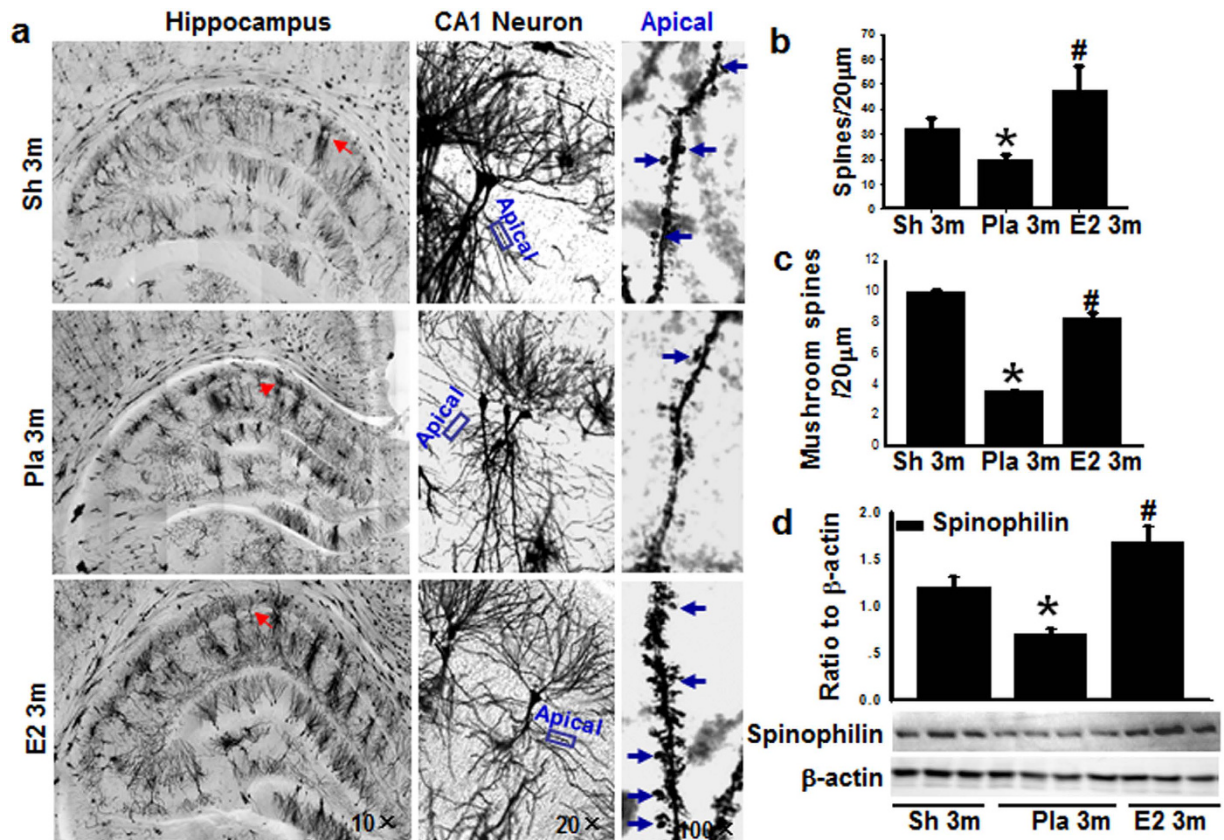 a
Hippocampus
CA1 Neuron
Apical
Sh 3m
Apical
Pla 3m
Apical
E2 3m
Apical
10×
20×
100×
b
Spines/20μm
70
60
50
40
30
20
10
0
*
#
Sh 3m Pla 3m E2 3m
c
Mushroom spines
/20μm
12
10
8
6
4
2
0
*
#
Sh 3m Pla 3m E2 3m
d
Ratio to β-actin
2.0
1.5
1.0
.5
0.0
Spinophilin
*
#
Spinophilin
β-actin
Sh 3m Pla 3m E2 3m